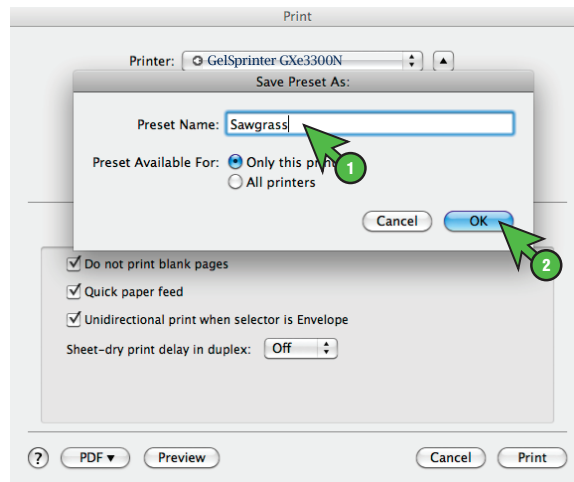 Print
Printer: GelSprinter GXe3300N
Save Preset As:
Preset Name: Sawgrass
Preset Available For: Only this
1
All printers
Cancel OK
2
Do not print blank pages
Quick paper feed
Unidirectional print when selector is Envelope
Sheet-dry print delay in duplex: Off
? PDF Preview Cancel Print